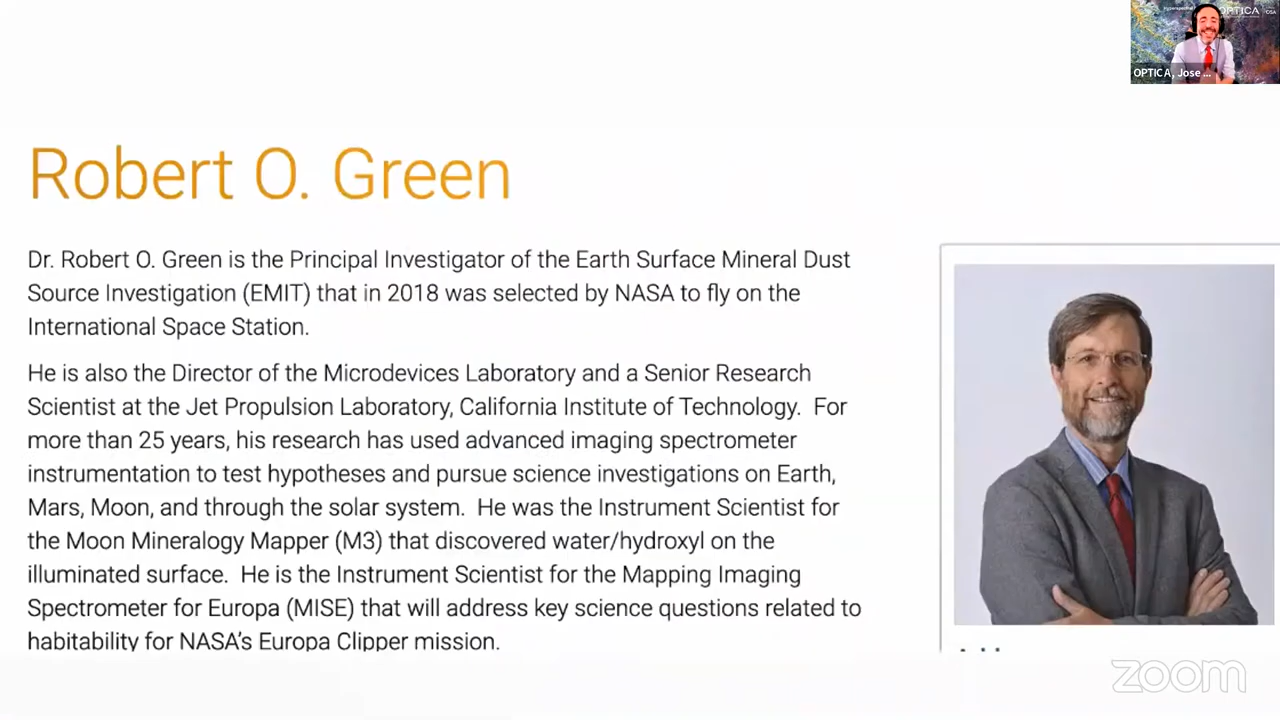 OPTICA
OPTICA, Jose ...
Robert O. Green
Dr. Robert O. Green is the Principal Investigator of the Earth Surface Mineral Dust
Source Investigation (EMIT) that in 2018 was selected by NASA to fly on the
International Space Station.
He is also the Director of the Microdevices Laboratory and a Senior Research
Scientist at the Jet Propulsion Laboratory, California Institute of Technology.  For
more than 25 years, his research has used advanced imaging spectrometer
instrumentation to test hypotheses and pursue science investigations on Earth,
Mars, Moon, and through the solar system.  He was the Instrument Scientist for
the Moon Mineralogy Mapper (M3) that discovered water/hydroxyl on the
illuminated surface.  He is the Instrument Scientist for the Mapping Imaging
Spectrometer for Europa (MISE) that will address key science questions related to
habitability for NASA's Europa Clipper mission.
zoom